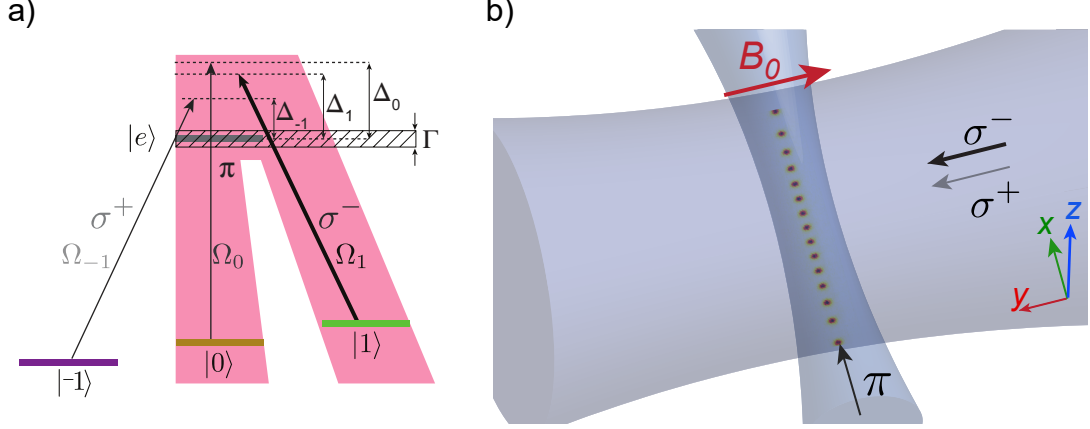 a)
|e⟩
Δ₋₁
Δ₁
Δ₀
Γ
π
σ⁺
Ω₋₁
Ω₀
σ⁻
Ω₁
|-1⟩
|0⟩
|1⟩
b)
B₀
σ⁻
σ⁺
x
z
y
π